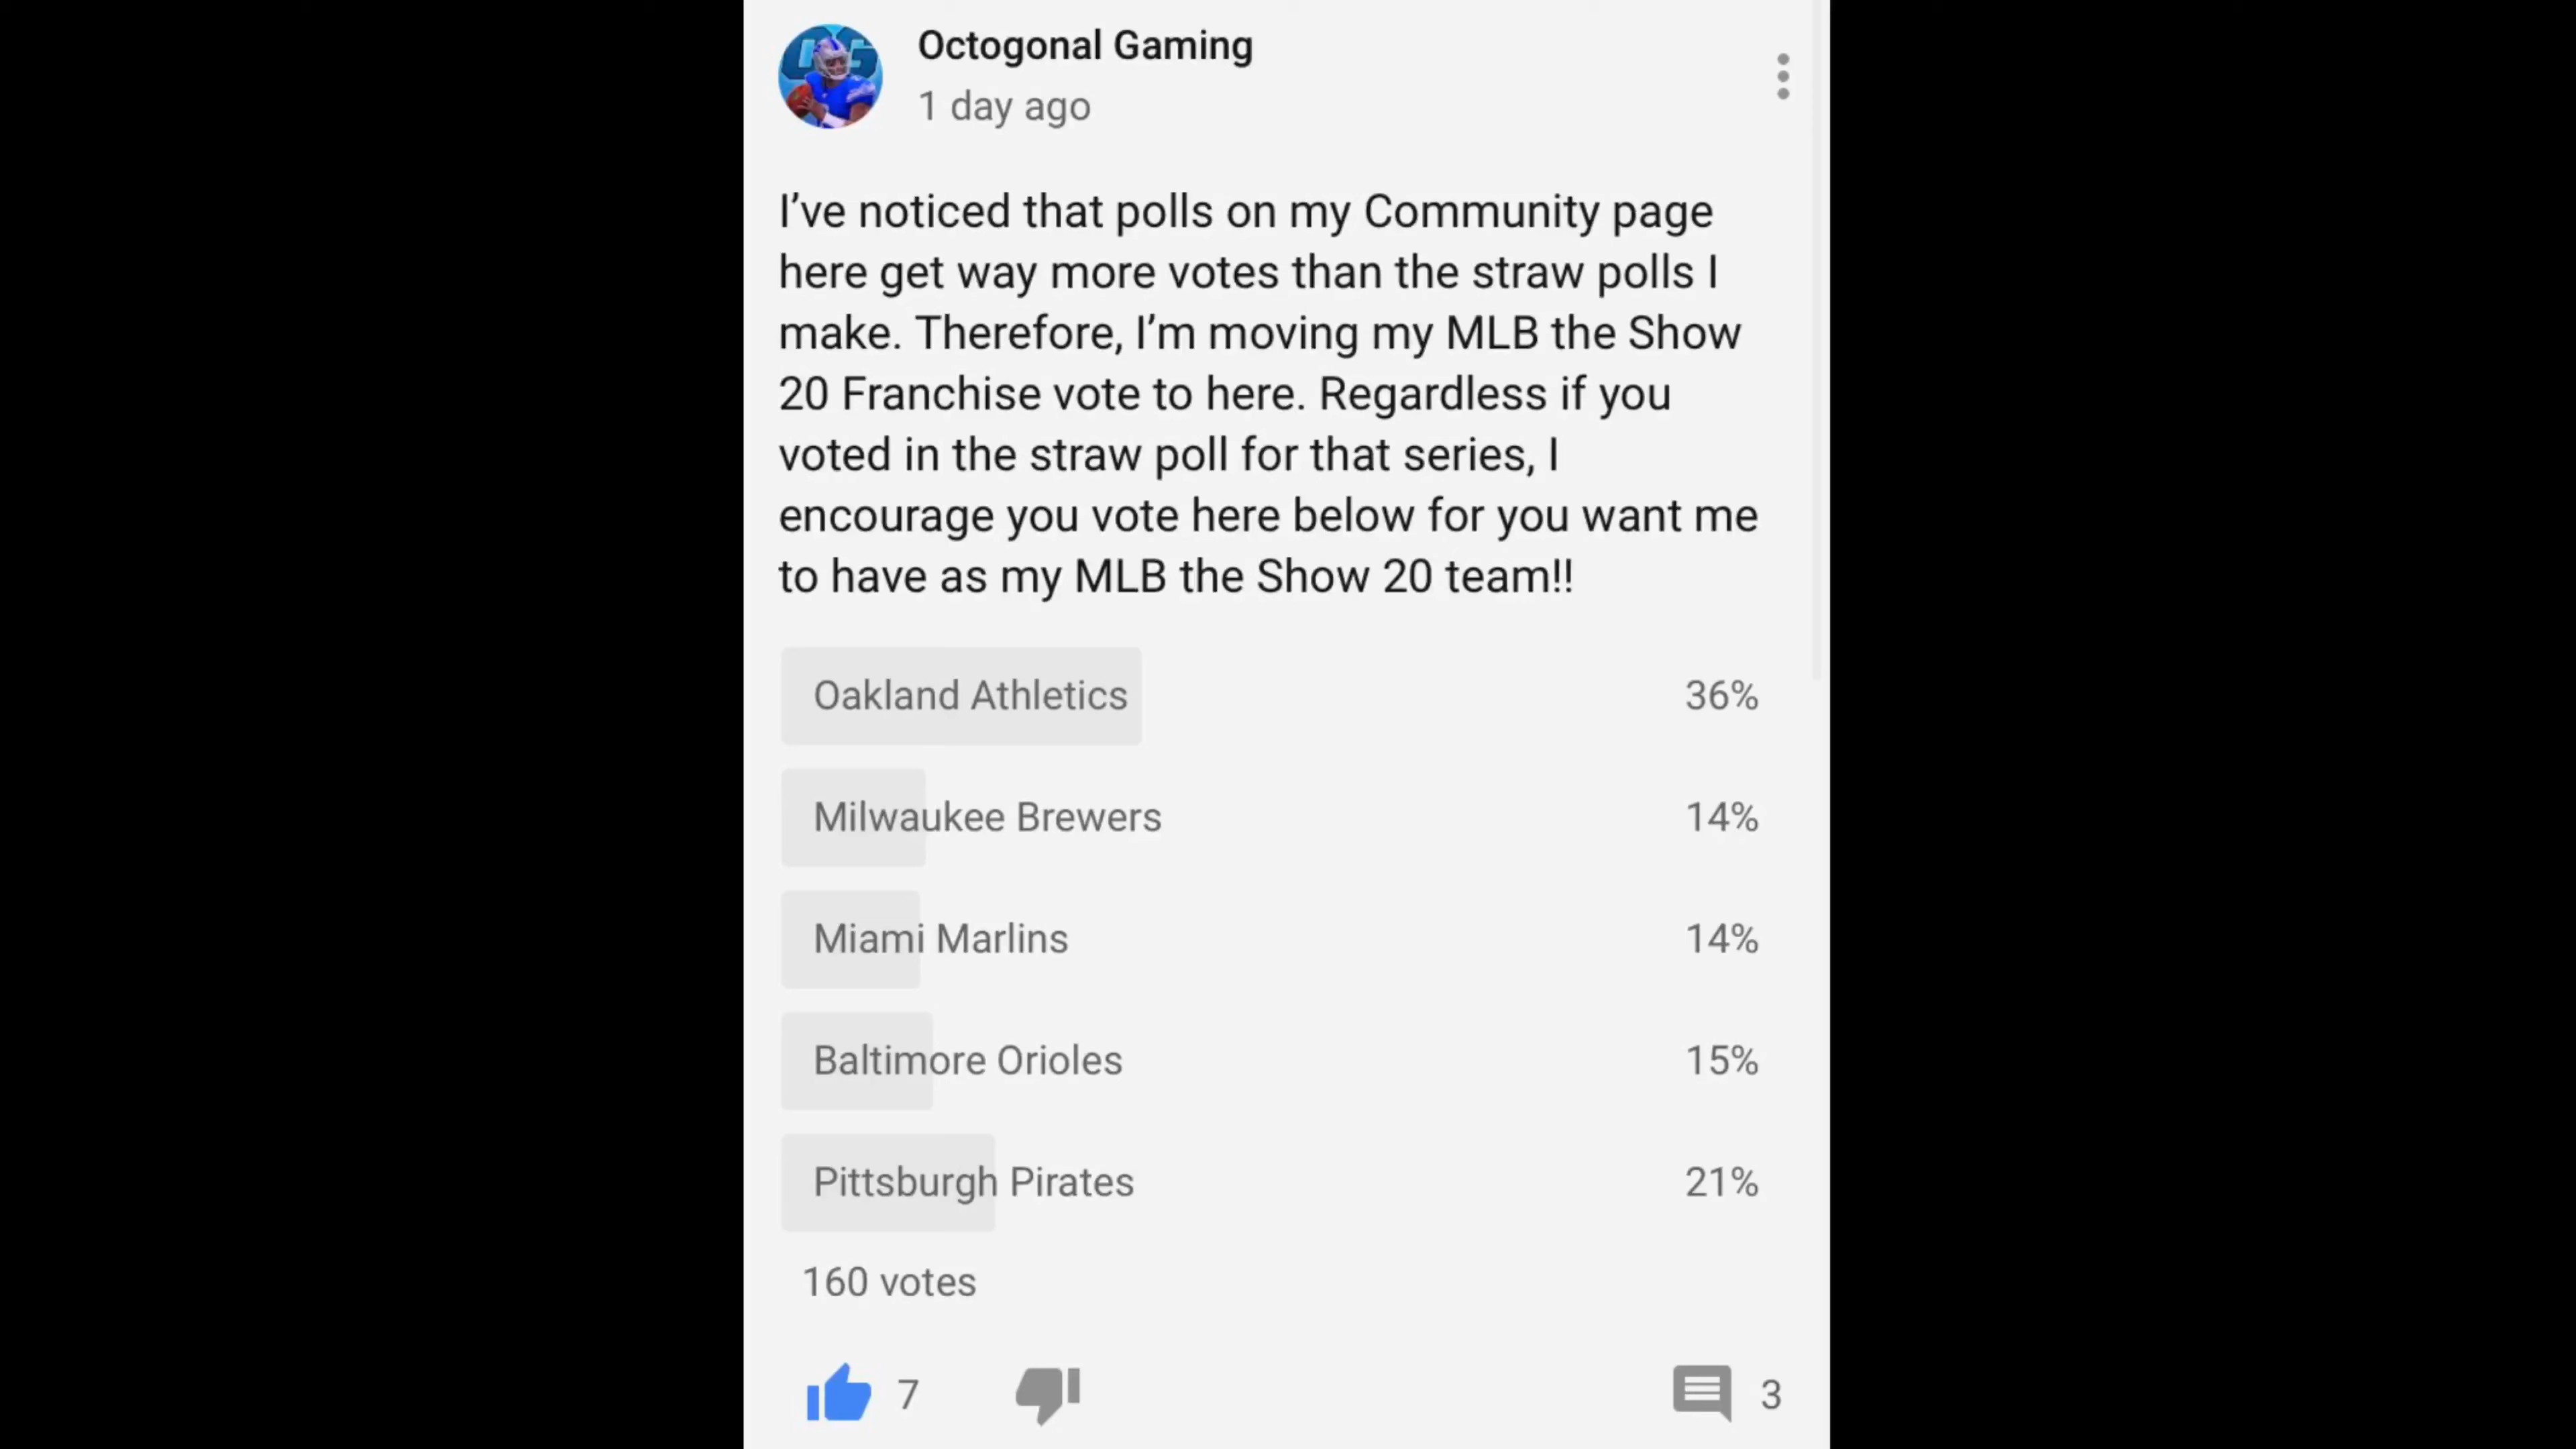 Octogonal Gaming
1 day ago
I’ve noticed that polls on my Community page
here get way more votes than the straw polls I
make. Therefore, I’m moving my MLB the Show
20 Franchise vote to here. Regardless if you
voted in the straw poll for that series, I
encourage you vote here below for you want me
to have as my MLB the Show 20 team!!
Oakland Athletics 36%
Milwaukee Brewers 14%
Miami Marlins 14%
Baltimore Orioles 15%
Pittsburgh Pirates 21%
160 votes
7 3